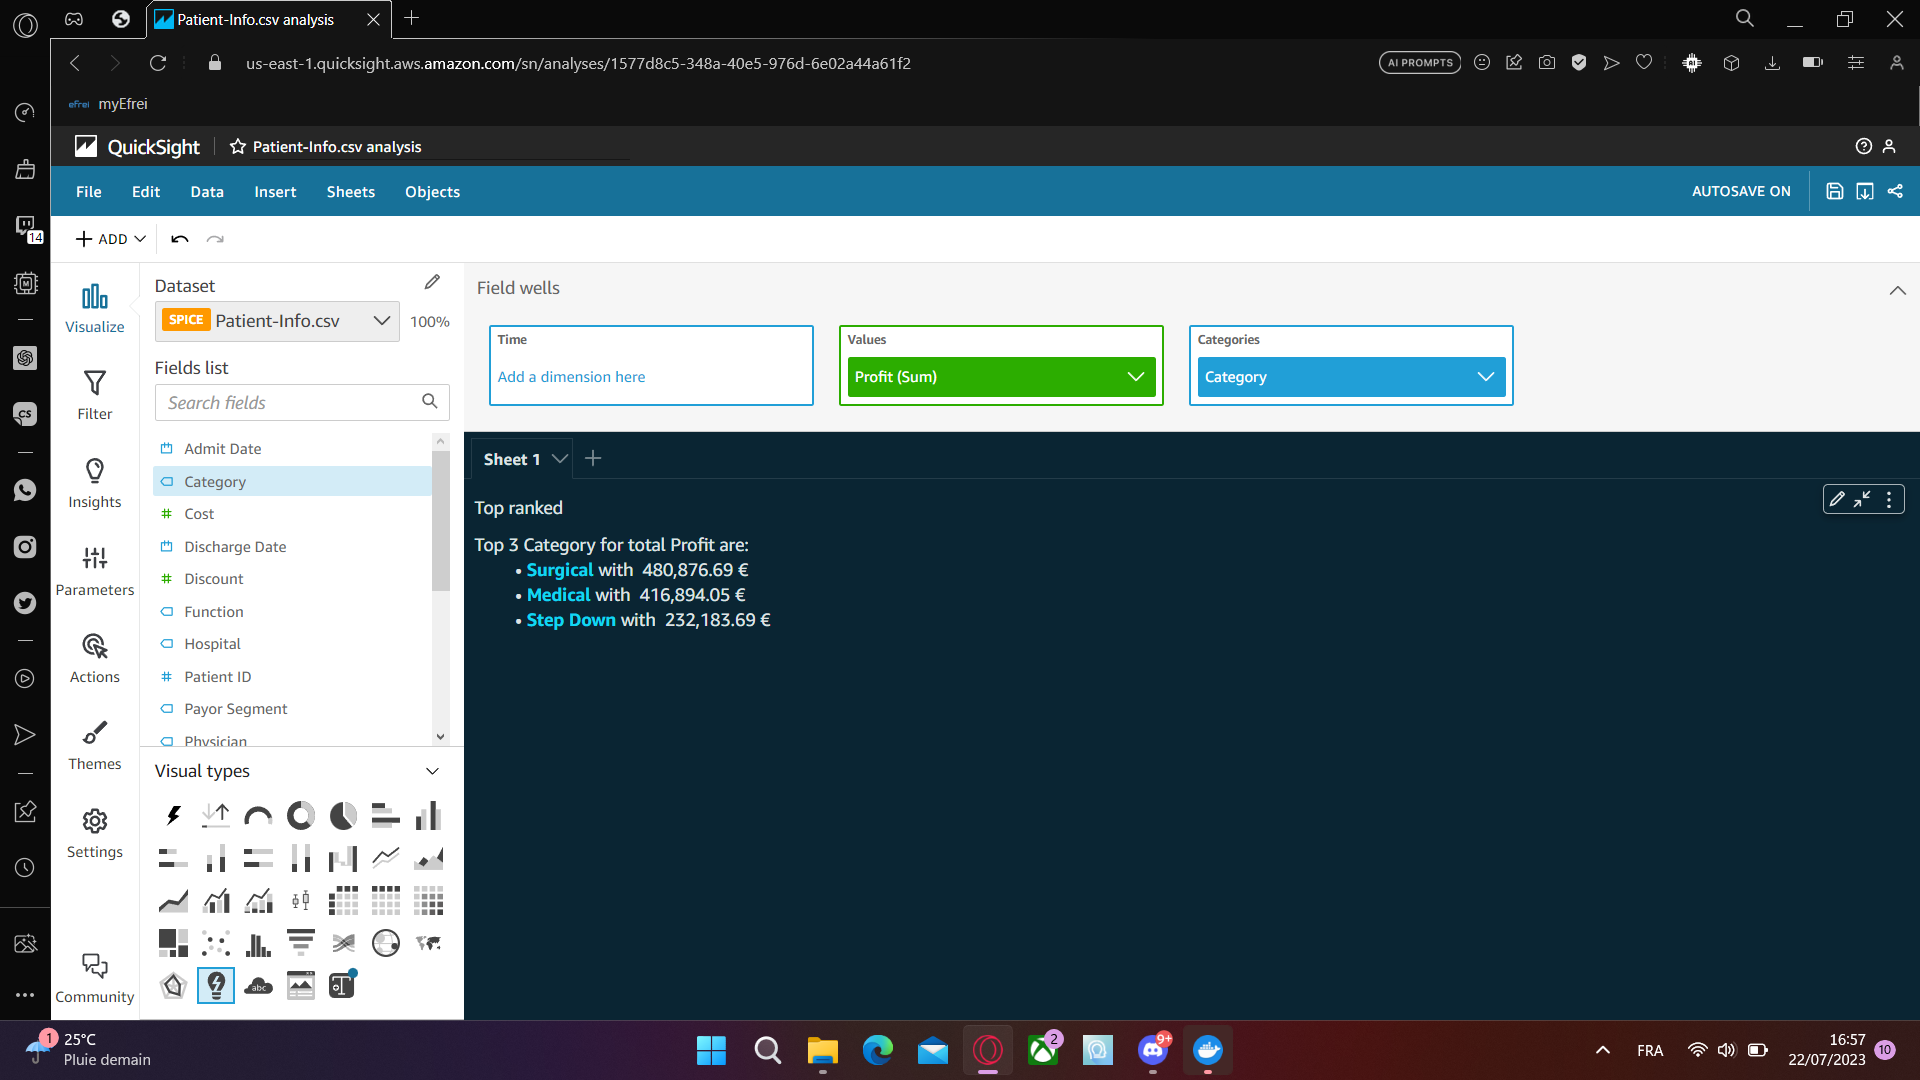 Patient-Info.csv analysis
us-east-1.quicksight.aws.amazon.com/sn/analyses/1577d8c5-348a-40e5-976d-6e02a44a61f2
AI PROMPTS
efrei myEfrei
QuickSight
Patient-Info.csv analysis
File Edit Data Insert Sheets Objects
AUTOSAVE ON
ADD
14
Visualize
Filter
Insights
Parameters
Actions
Themes
Settings
Community
Dataset
SPICE Patient-Info.csv 100%
Fields list
Search fields
Admit Date
Category
Cost
Discharge Date
Discount
Function
Hospital
Patient ID
Payor Segment
Physician
Visual types
abc
Field wells
Time
Add a dimension here
Values
Profit (Sum)
Categories
Category
Sheet 1
Top ranked
Top 3 Category for total Profit are:
• Surgical with 480,876.69 €
• Medical with 416,894.05 €
• Step Down with 232,183.69 €
CS
1
25°C
Pluie demain
2
9+
FRA
16:57
22/07/2023
10